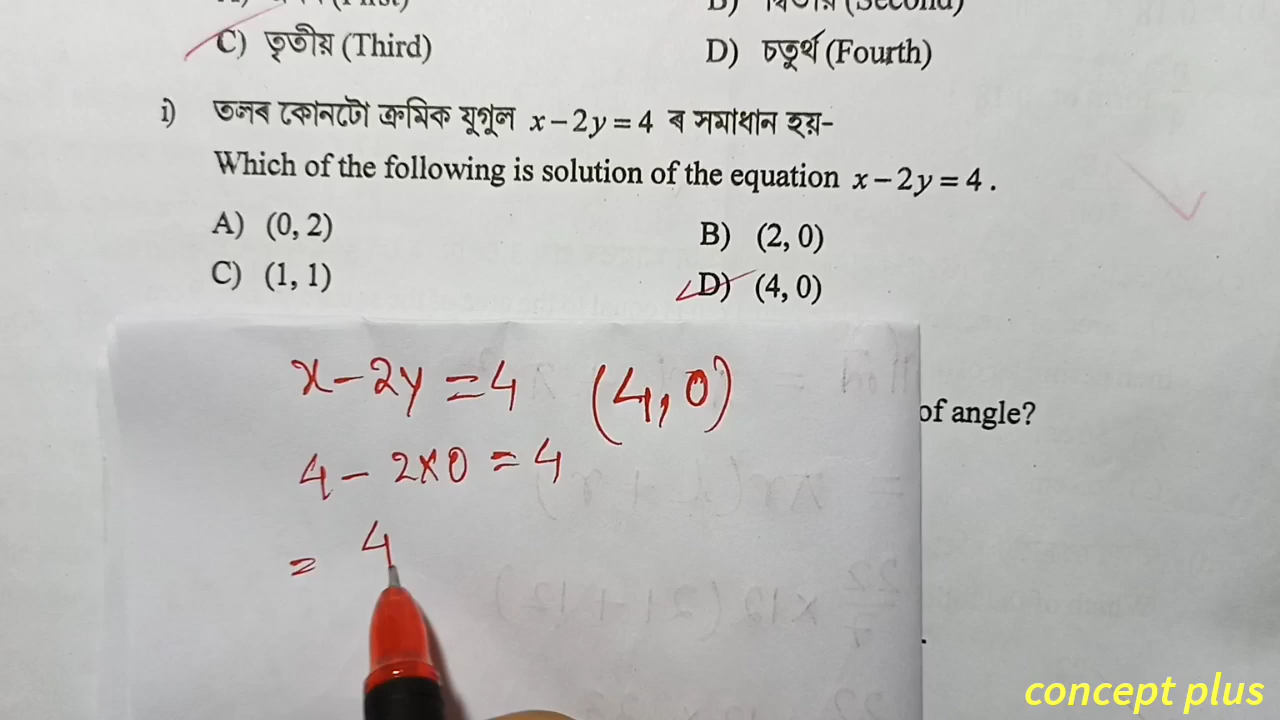 (First)
B) দ্বিতীয় (Second)
C) তৃতীয় (Third)
D) চতুৰ্থ (Fourth)
i) তলৰ কোনটো ক্ৰমিক যুগুল x – 2y = 4 ৰ সমাধান হয়-
Which of the following is solution of the equation x – 2y = 4 .
A) (0, 2)
B) (2, 0)
C) (1, 1)
D) (4, 0)
x – 2y = 4 (4, 0)
4 – 2×0 = 4
= 4
of angle?
concept plus